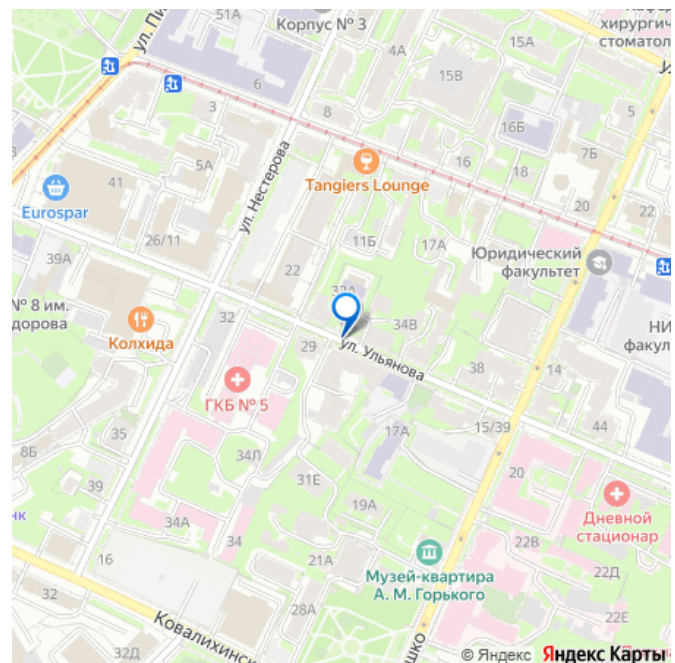 51А
ул. Пи
Корпус № 3
хирургич
стоматол
4А
15А
15В
6
3
8
5
16Б
7Б
5А
16
Tangiers Lounge
18
41
ул. Нестерова
Eurospar
20
22
26/11
11Б
17А
Юридический
факультет
39А
22
32А
№ 8 им.
дорова
32
34В
НИ
факул
Колхида
29
ул. Ульянова
38
14
ГКБ № 5
15/39
44
17А
35
8Б
34Л
20
31Е
39
нк
19А
Дневной
стационар
34А
34
22В
16
21А
22Д
Музей-квартира
А. М. Горького
32
28А
22Е
Ковалихинск
32Д
шко
© Яндекс Яндекс Карты